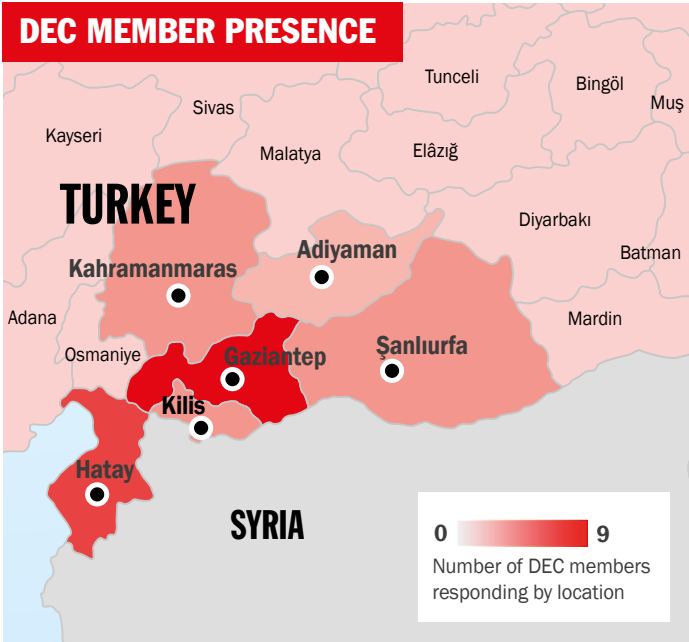 DEC MEMBER PRESENCE
Tunceli
Bingöl
Muş
Sivas
Kayseri
Malatya
Elâzığ
TURKEY
Diyarbakı
Batman
Adiyaman
Kahramanmaras
Adana
Mardin
Osmaniye
Gaziantep
Şanlıurfa
Kilis
Hatay
SYRIA
0
9
Number of DEC members
responding by location